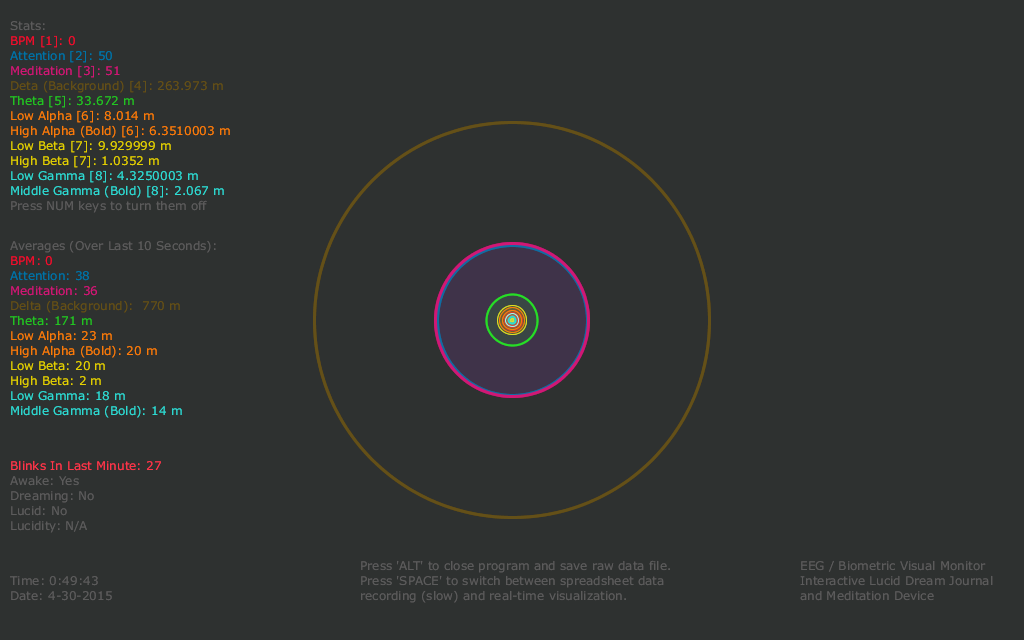 Stats:
BPM [1]: 0
Attention [2]: 50
Meditation [3]: 51
Deta (Background) [4]: 263.973 m
Theta [5]: 33.672 m
Low Alpha [6]: 8.014 m
High Alpha (Bold) [6]: 6.3510003 m
Low Beta [7]: 9.929999 m
High Beta [7]: 1.0352 m
Low Gamma [8]: 4.3250003 m
Middle Gamma (Bold) [8]: 2.067 m
Press NUM keys to turn them off
Averages (Over Last 10 Seconds):
BPM: 0
Attention: 38
Meditation: 36
Delta (Background): 770 m
Theta: 171 m
Low Alpha: 23 m
High Alpha (Bold): 20 m
Low Beta: 20 m
High Beta: 2 m
Low Gamma: 18 m
Middle Gamma (Bold): 14 m
Blinks In Last Minute: 27
Awake: Yes
Dreaming: No
Lucid: No
Lucidity: N/A
Time: 0:49:43
Date: 4-30-2015
Press 'ALT' to close program and save raw data file.
Press 'SPACE' to switch between spreadsheet data
recording (slow) and real-time visualization.
EEG / Biometric Visual Monitor
Interactive Lucid Dream Journal
and Meditation Device